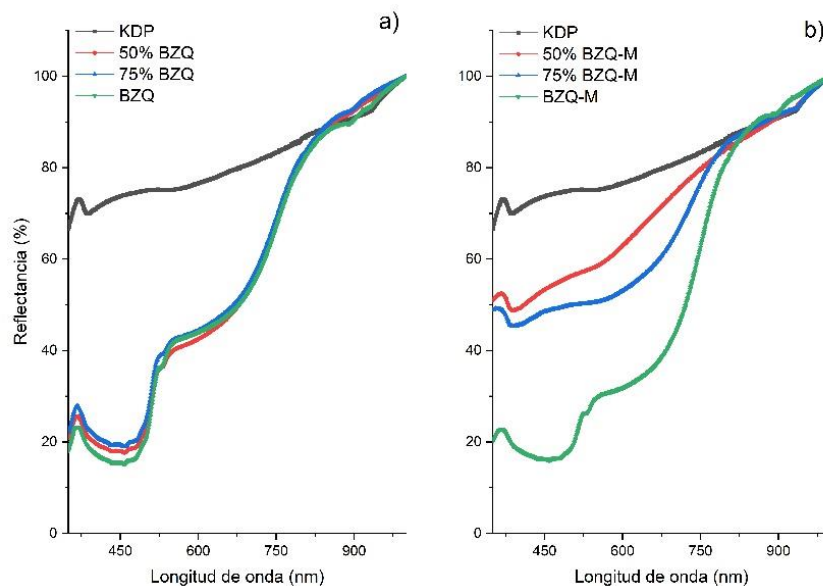 a)
KDP
50% BZQ
75% BZQ
BZQ
100
80
60
40
20
0
Reflectancia (%)
450
600
750
900
Longitud de onda (nm)
b)
KDP
50% BZQ-M
75% BZQ-M
BZQ-M
100
80
60
40
20
0
450
600
750
900
Longitud de onda (nm)